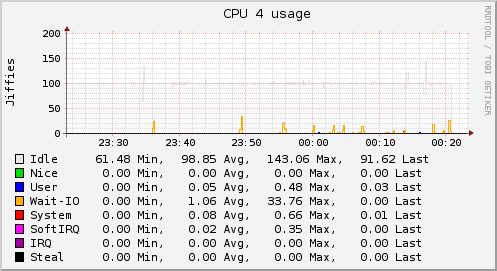 CPU 4 usage
RRDTOOL / TOBI OETIKER
Jiffies
200
150
100
50
0
23:30 23:40 23:50 00:00 00:10 00:20
Idle 61.48 Min, 98.85 Avg, 143.06 Max, 91.62 Last
Nice 0.00 Min, 0.00 Avg, 0.00 Max, 0.00 Last
User 0.00 Min, 0.05 Avg, 0.48 Max, 0.03 Last
Wait-IO 0.00 Min, 1.06 Avg, 33.76 Max, 0.00 Last
System 0.00 Min, 0.08 Avg, 0.66 Max, 0.01 Last
SoftIRQ 0.00 Min, 0.02 Avg, 0.35 Max, 0.00 Last
IRQ 0.00 Min, 0.00 Avg, 0.00 Max, 0.00 Last
Steal 0.00 Min, 0.00 Avg, 0.00 Max, 0.00 Last